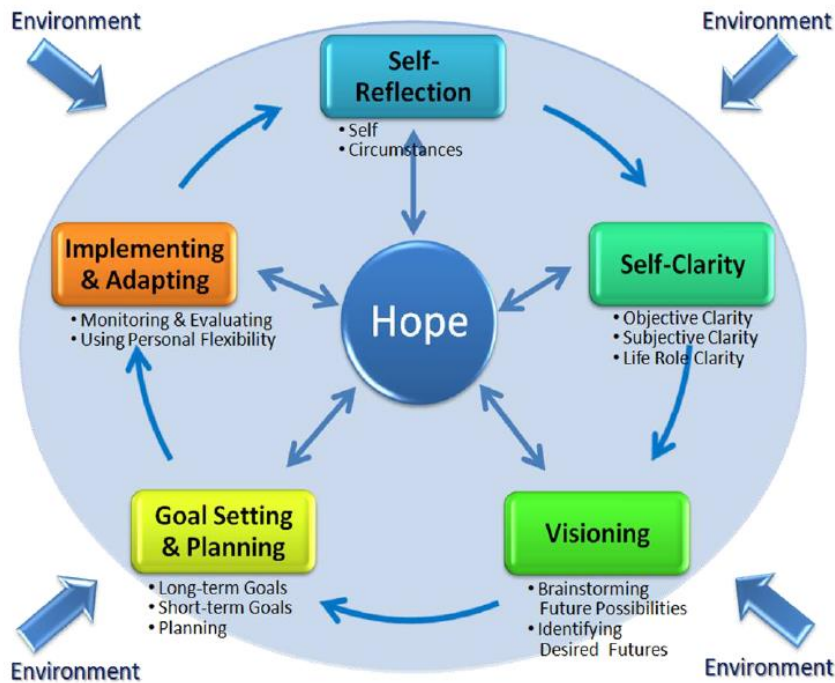 Environment
Environment
Self-
Reflection
• Self
• Circumstances
Implementing
& Adapting
• Monitoring & Evaluating
• Using Personal Flexibility
Self-Clarity
• Objective Clarity
• Subjective Clarity
• Life Role Clarity
Hope
Goal Setting
& Planning
• Long-term Goals
• Short-term Goals
• Planning
Visioning
• Brainstorming
Future Possibilities
• Identifying
Desired Futures
Environment
Environment